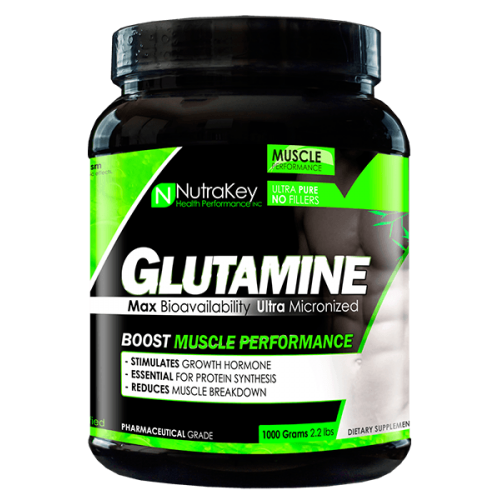 MUSCLE
PERFORMANCE
NutraKey
Health Performance INC
ULTRA PURE
NO FILLERS
GLUTAMINE
Max Bioavailability Ultra Micronized
BOOST MUSCLE PERFORMANCE
- STIMULATES GROWTH HORMONE
- ESSENTIAL FOR PROTEIN SYNTHESIS
- REDUCES MUSCLE BREAKDOWN
PHARMACEUTICAL GRADE
1000 Grams 2.2 lbs
DIETARY SUPPLEMEN